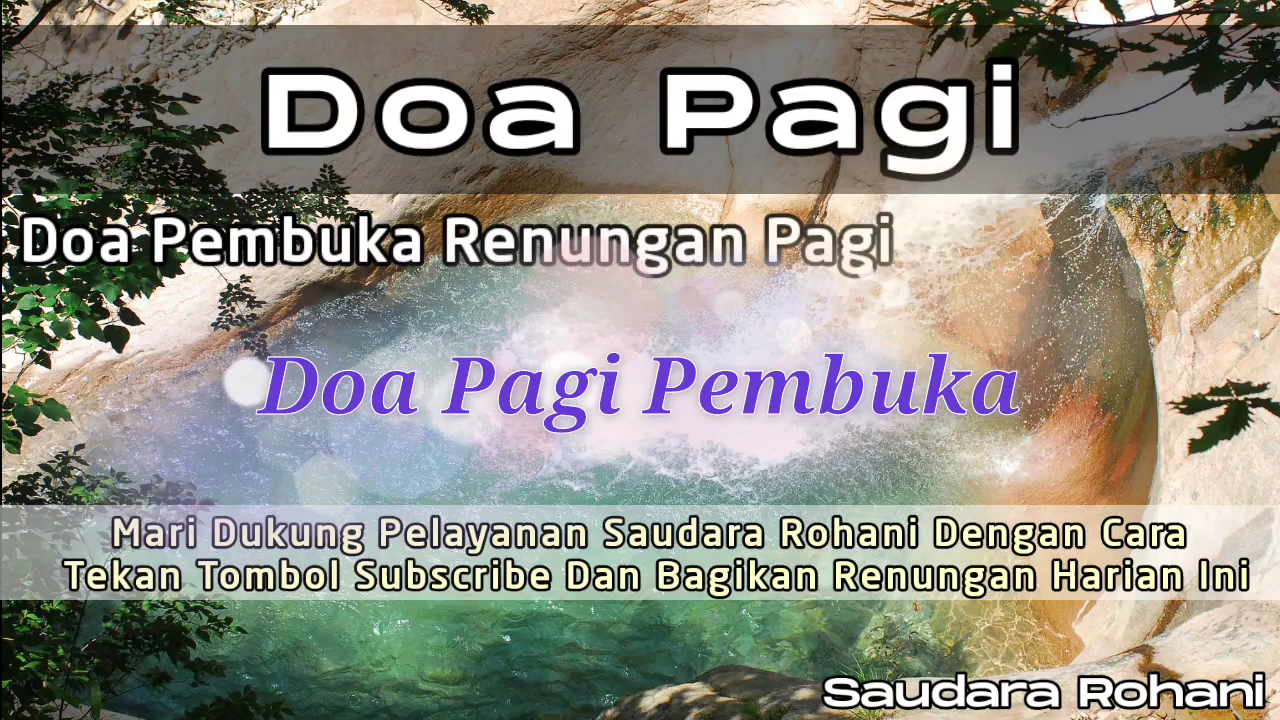 Doa Pagi
Doa Pembuka Renungan Pagi
Doa Pagi Pembuka
Mari Dukung Pelayanan Saudara Rohani Dengan Cara
Tekan Tombol Subscribe Dan Bagikan Renungan Harian Ini
Saudara Rohani